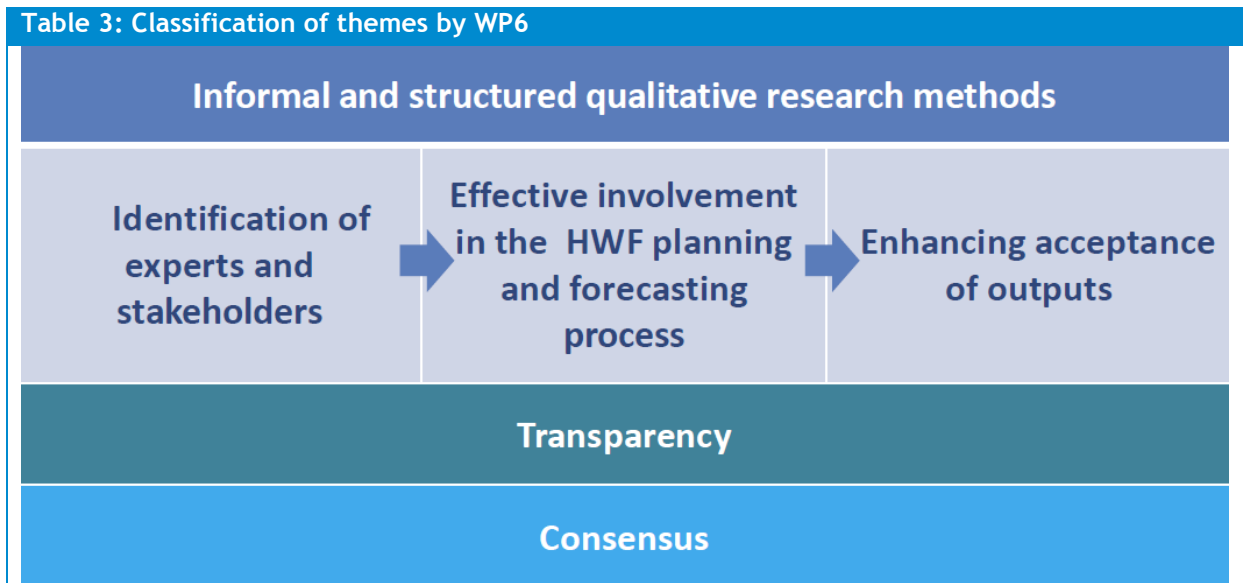 Table 3: Classification of themes by WP6
Informal and structured qualitative research methods
Identification of
experts and
stakeholders
Effective involvement
in the HWF planning
and forecasting
process
Enhancing acceptance
of outputs
Transparency
Consensus